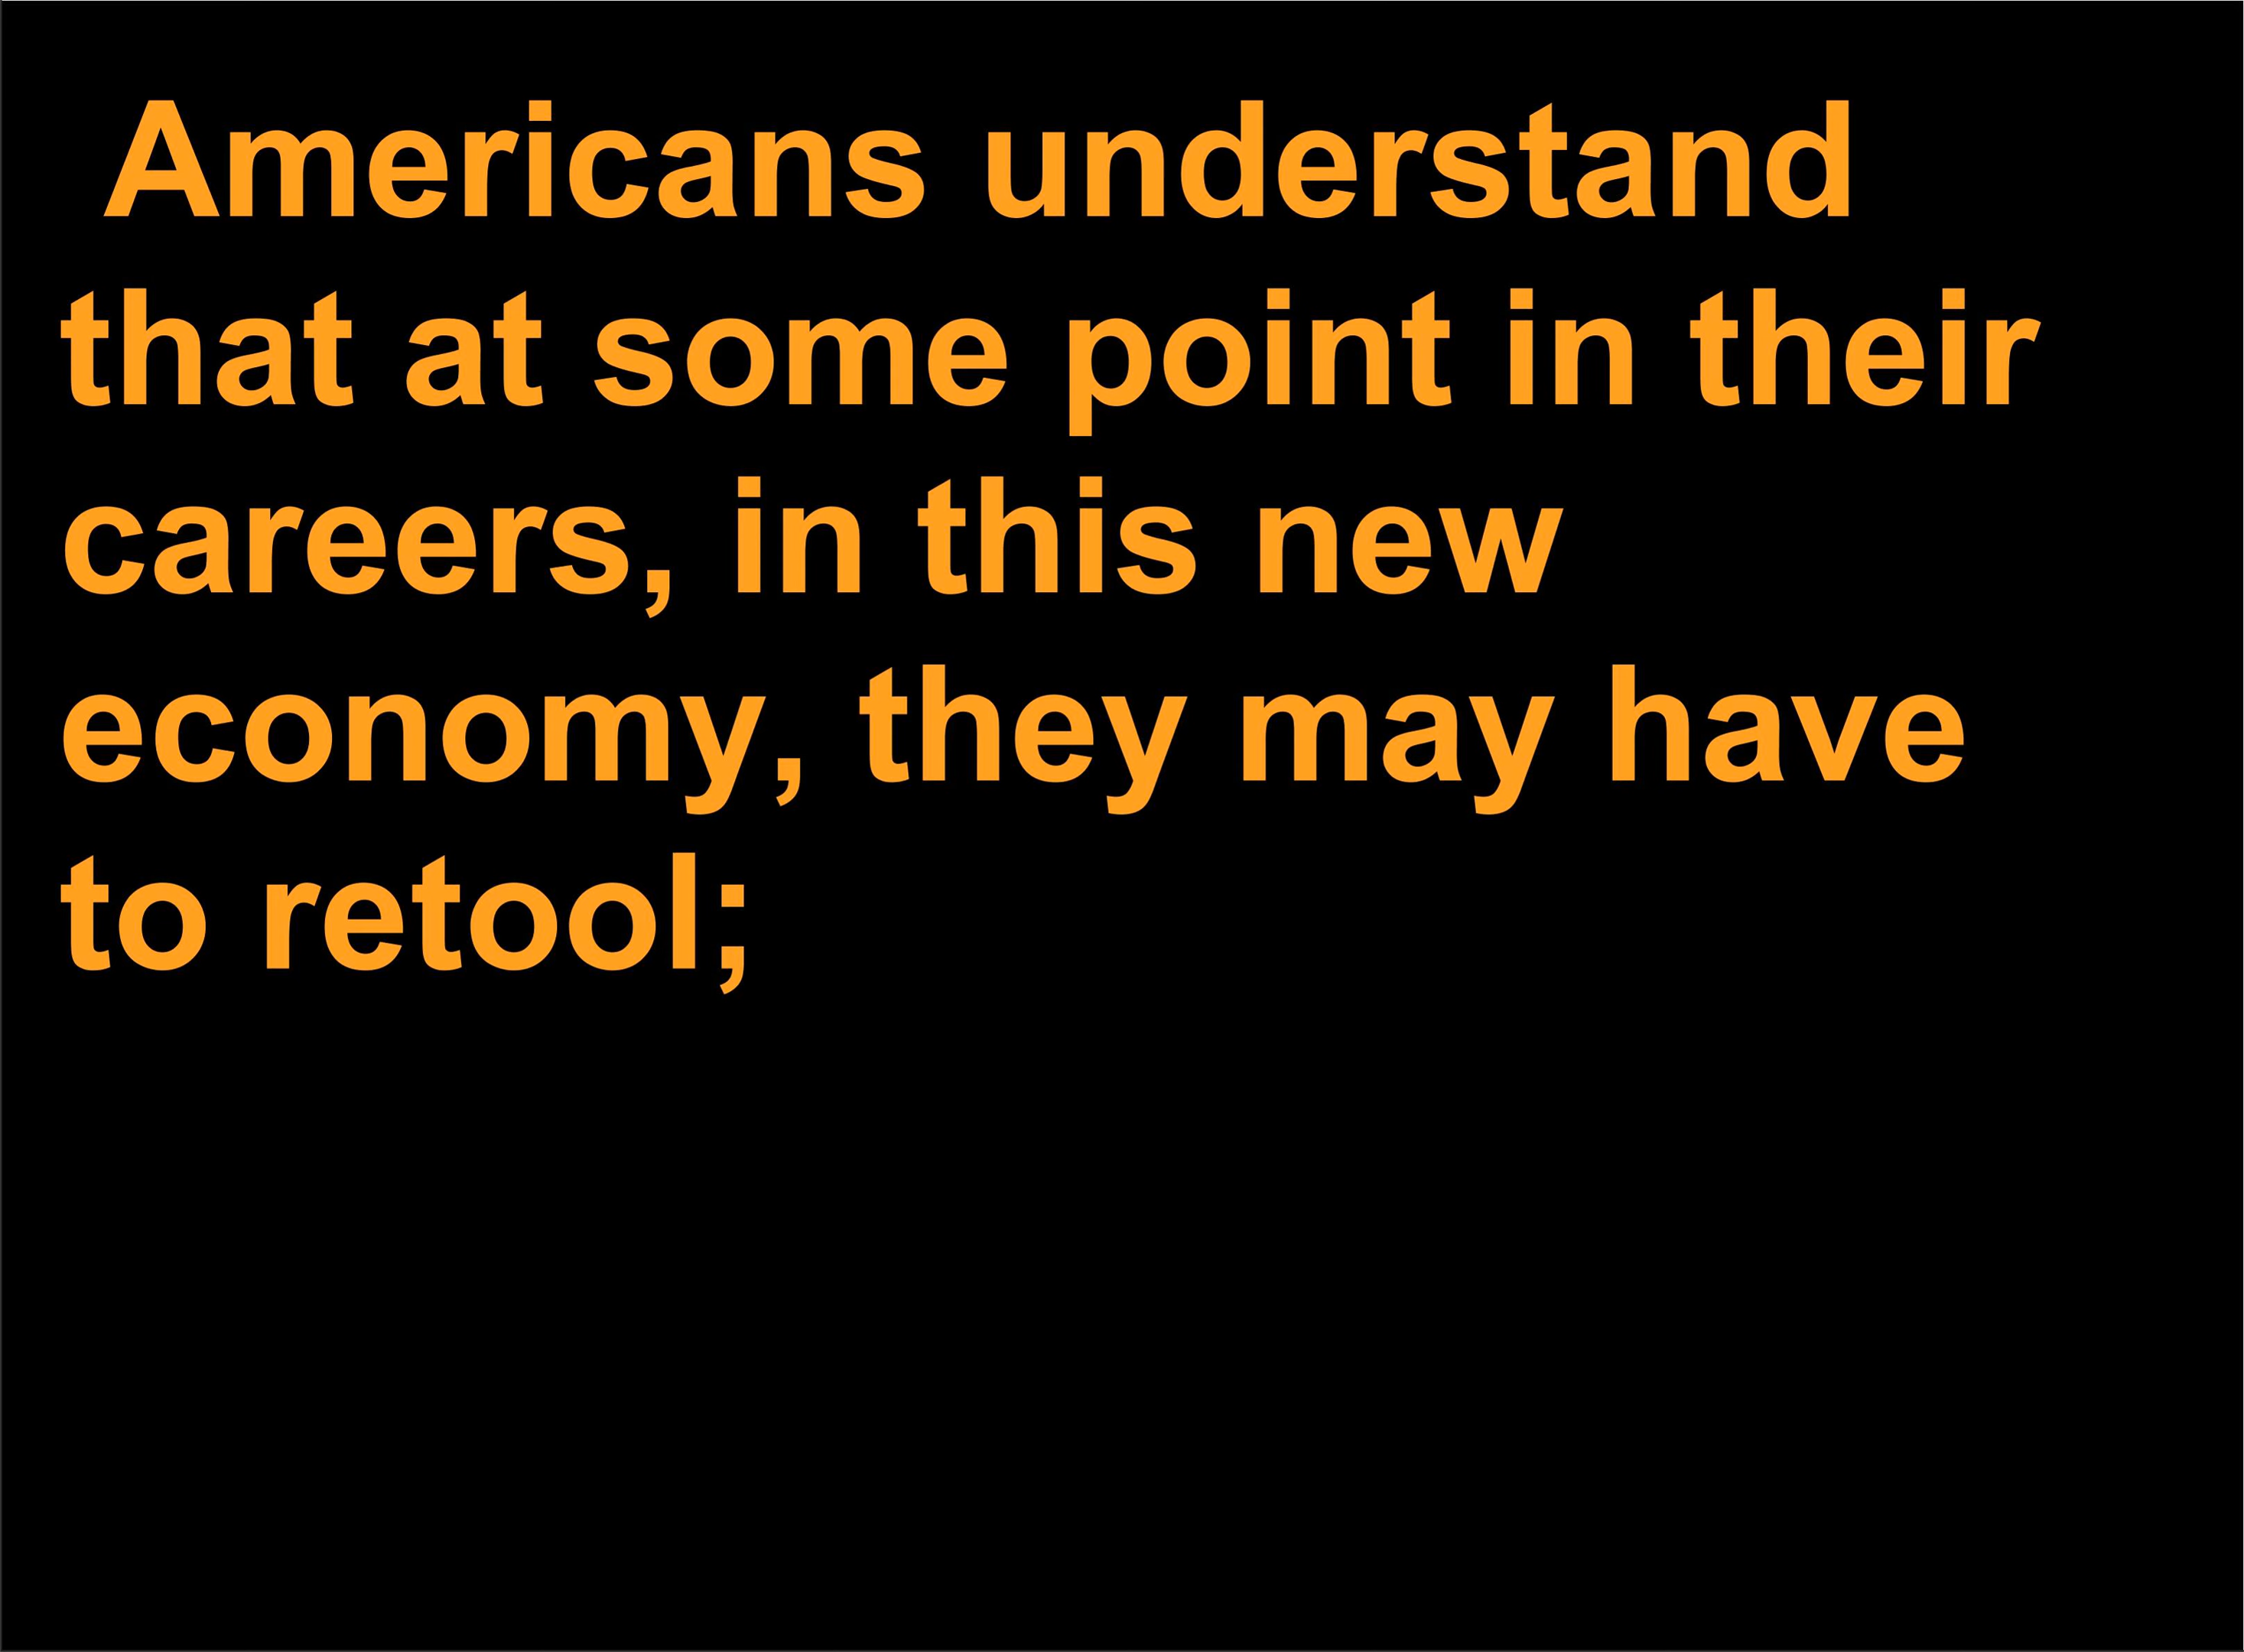 Americans understand
that at some point in their
careers, in this new
economy, they may have
to retool;